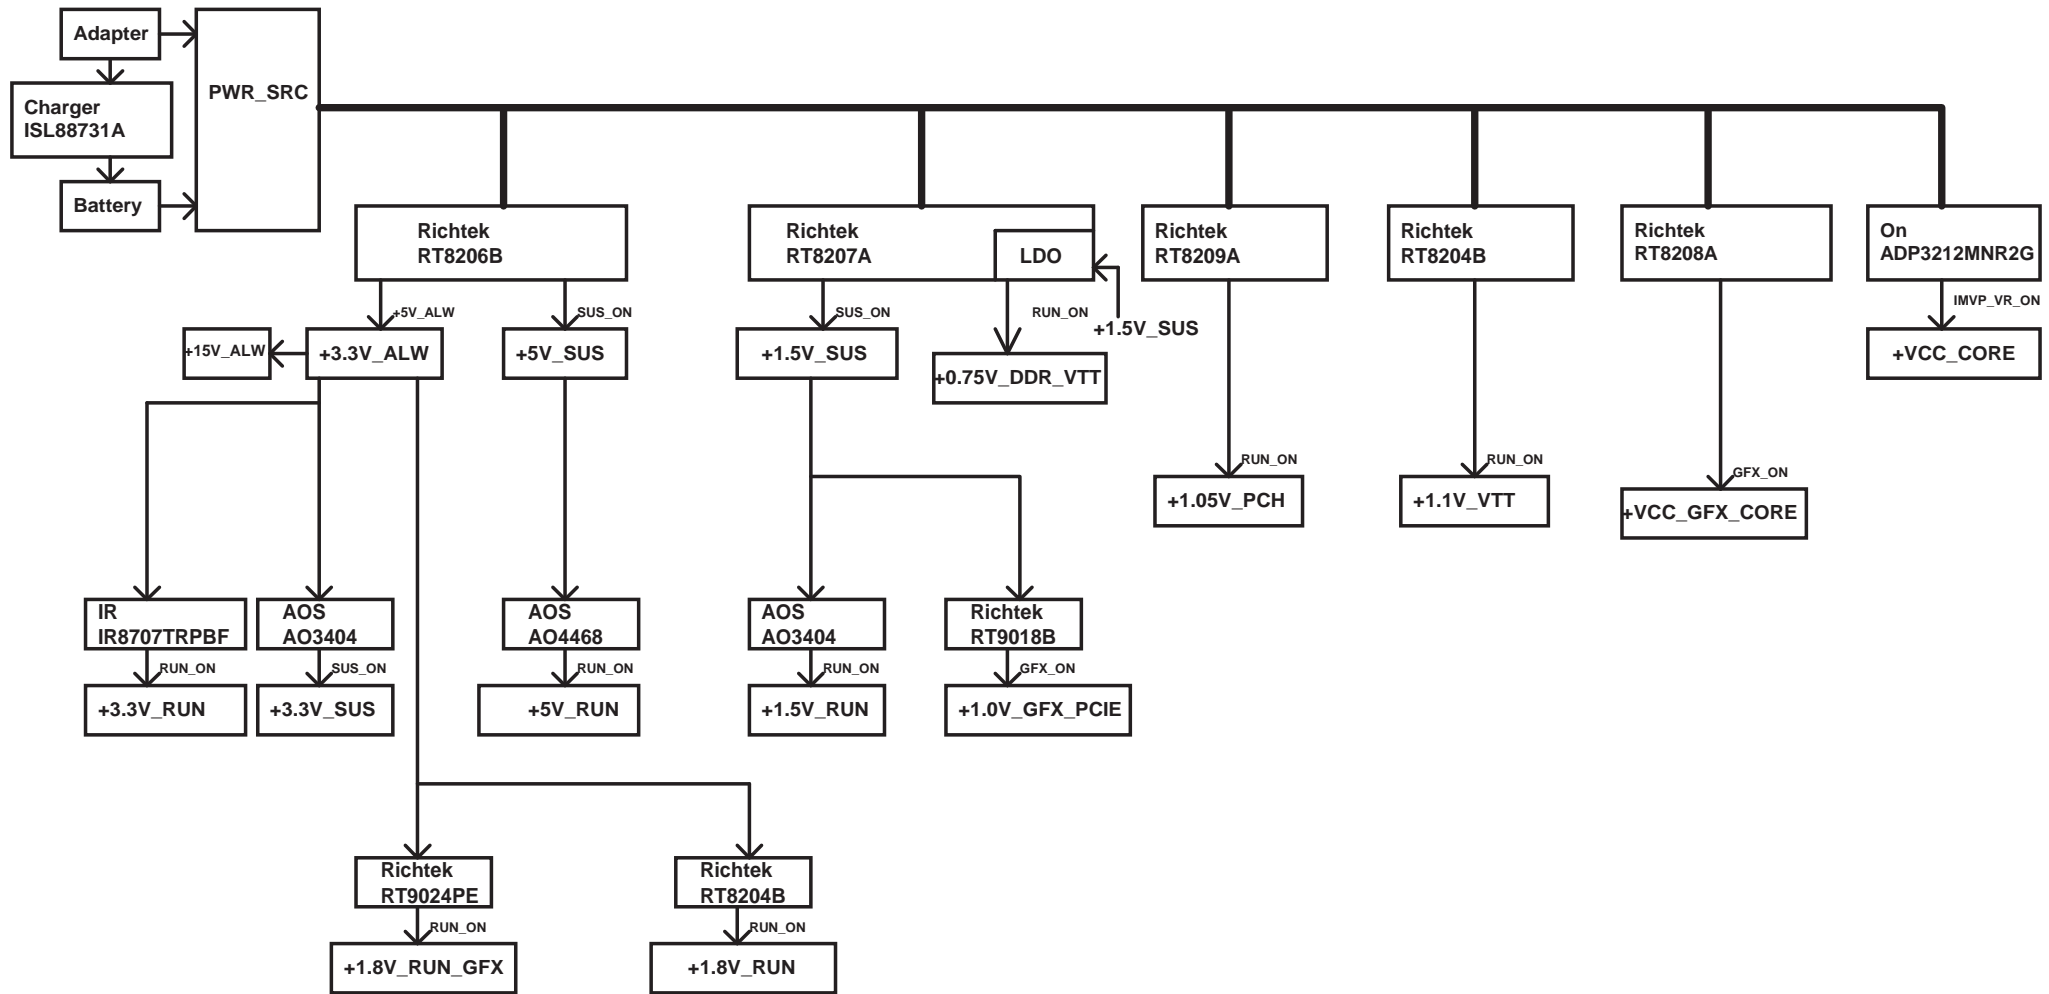 Adapter
PWR_SRC
Charger
ISL88731A
Battery
Richtek
RT8206B
Richtek
RT8207A
LDO
Richtek
RT8209A
Richtek
RT8204B
Richtek
RT8208A
On
ADP3212MNR2G
+5V_ALW
SUS_ON
SUS_ON
RUN_ON
+1.5V_SUS
IMVP_VR_ON
+15V_ALW
+3.3V_ALW
+5V_SUS
+1.5V_SUS
+0.75V_DDR_VTT
+VCC_CORE
RUN_ON
RUN_ON
GFX_ON
+1.05V_PCH
+1.1V_VTT
+VCC_GFX_CORE
IR
IR8707TRPBF
AOS
AO3404
AOS
AO4468
AOS
AO3404
Richtek
RT9018B
RUN_ON
SUS_ON
RUN_ON
RUN_ON
GFX_ON
+3.3V_RUN
+3.3V_SUS
+5V_RUN
+1.5V_RUN
+1.0V_GFX_PCIE
Richtek
RT9024PE
Richtek
RT8204B
RUN_ON
RUN_ON
+1.8V_RUN_GFX
+1.8V_RUN